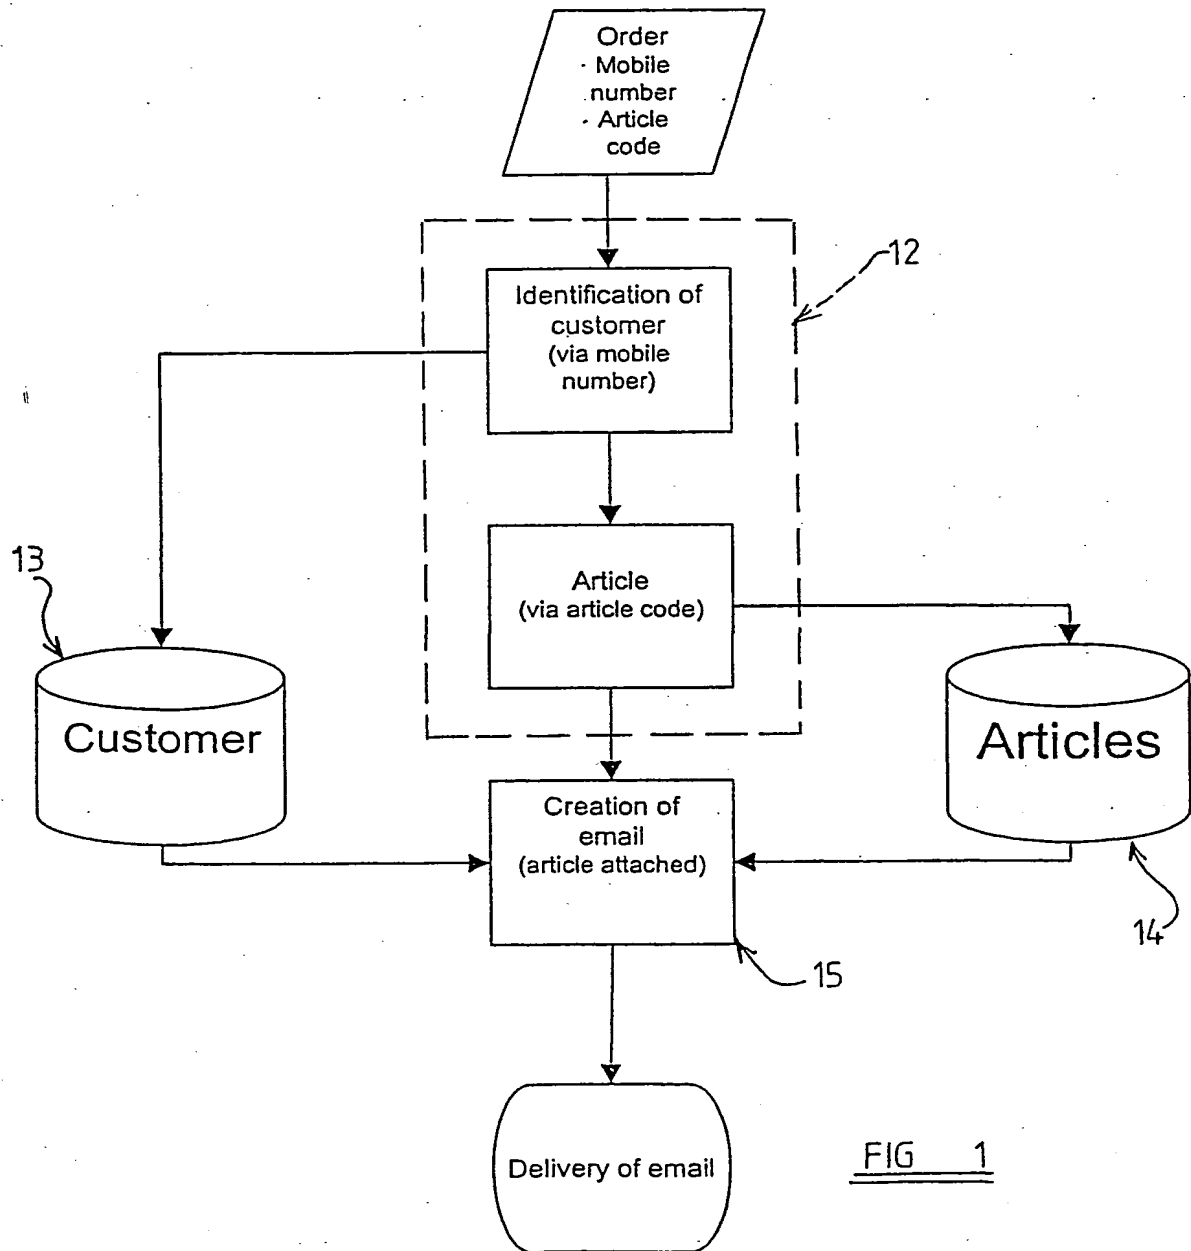 Order
· Mobile
number
· Article
code
12
Identification of
customer
(via mobile
number)
13
Article
(via article code)
Customer
Articles
Creation of
email
(article attached)
14
15
Delivery of email
FIG 1